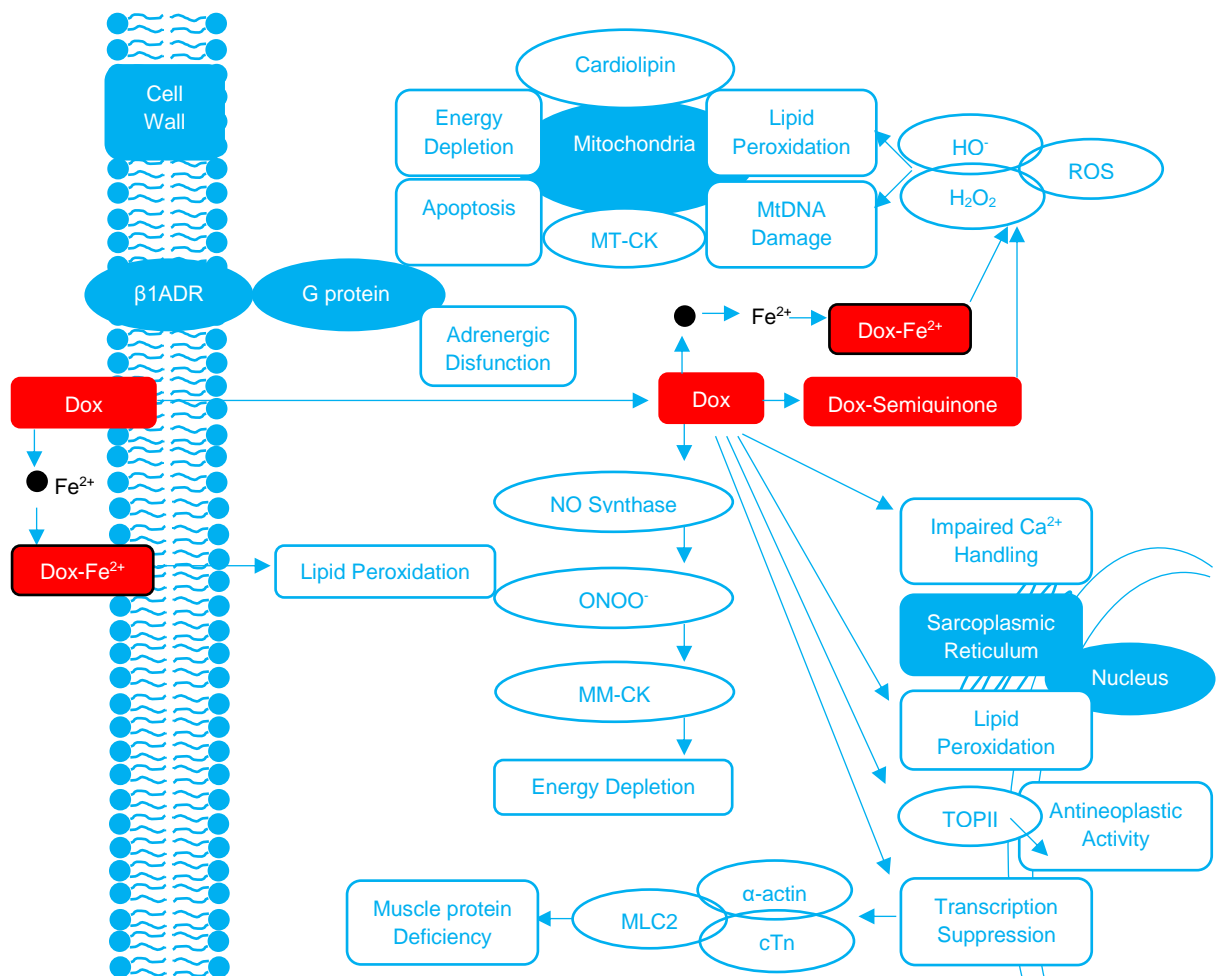 Cardiolipin
Cell
Wall
Energy
Depletion
Mitochondria
Lipid
Peroxidation
HO⁻
ROS
H₂O₂
Apoptosis
MT-CK
MtDNA
Damage
β1ADR
G protein
Adrenergic
Disfunction
Fe²⁺
Dox-Fe²⁺
Dox
Dox
Dox-Semiquinone
Fe²⁺
NO Synthase
Impaired Ca²⁺
Handling
Dox-Fe²⁺
Lipid Peroxidation
ONOO⁻
Sarcoplasmic
Reticulum
Nucleus
MM-CK
Lipid
Peroxidation
Energy Depletion
TOPII
Antineoplastic
Activity
Muscle protein
Deficiency
MLC2
α-actin
cTn
Transcription
Suppression